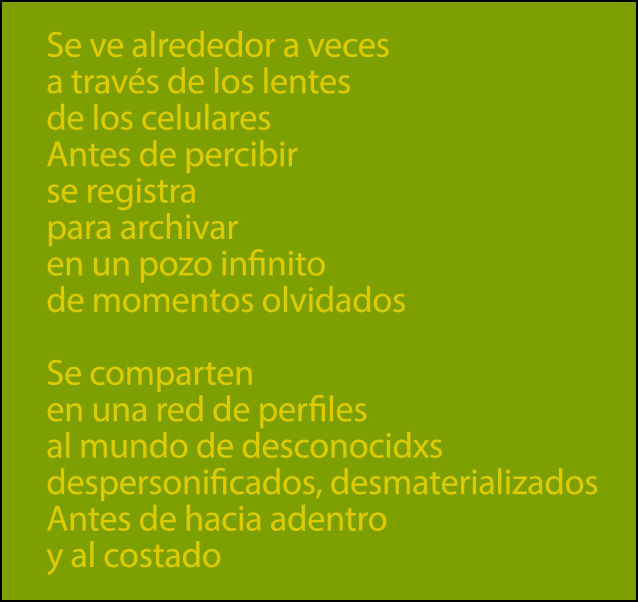 Se ve alrededor a veces
a través de los lentes
de los celulares
Antes de percibir
se registra
para archivar
en un pozo infinito
de momentos olvidados

Se comparten
en una red de perfiles
al mundo de desconocidxs
despersonificados, desmaterializados
Antes de hacia adentro
y al costado